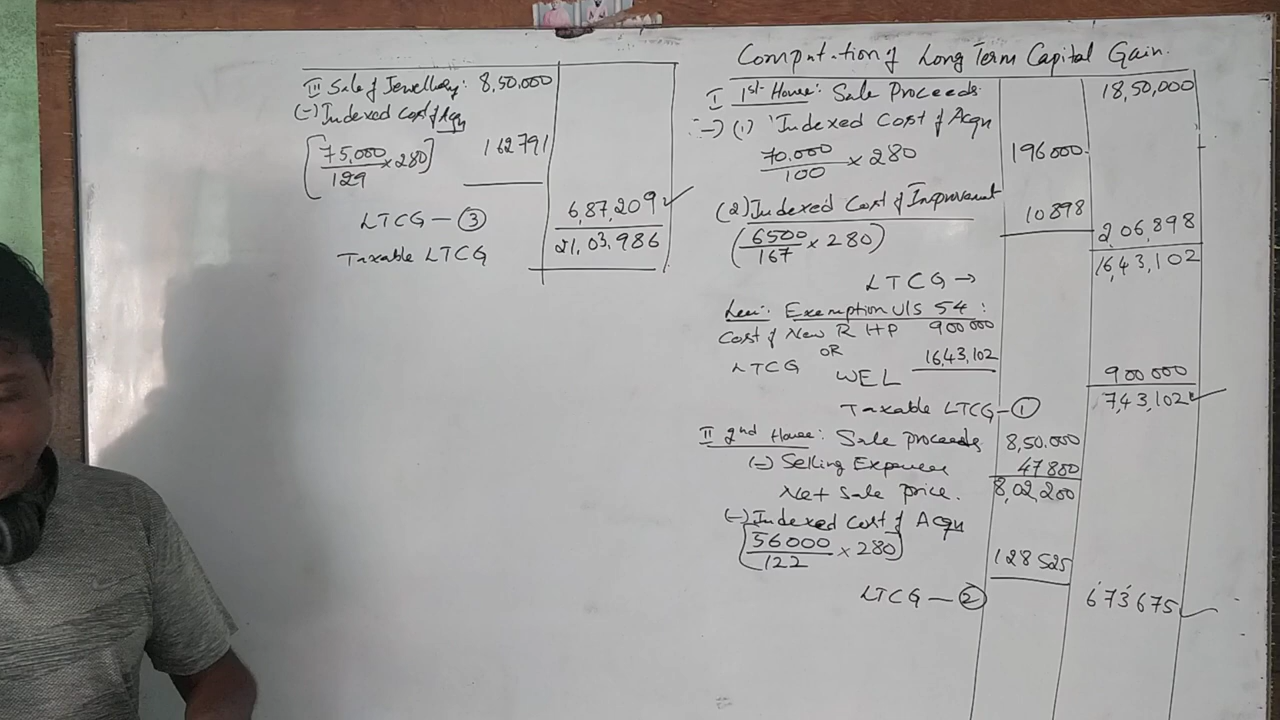 Computation of Long Term Capital Gain.
I 1st House: Sale Proceeds 18,50,000
(-) (1) Indexed Cost of Acqn
70,000/100 × 280 196000
(2) Indexed Cost of Improvement 10898 2,06,898
(6500/167 × 280)
LTCG → 16,43,102
Less: Exemption U/S 54:
Cost of New R HP 900000
OR
LTCG 16,43,102
WEL 900000
Taxable LTCG - ① 7,43,102
II 2nd House: Sale proceeds 8,50,000
(-) Selling Expenses 47800
Net Sale price. 8,02,200
(-) Indexed Cost of Acqn
(56000/122 × 280) 128525
LTCG - ② 673675
III Sale of Jewellery: 8,50,000
(-) Indexed Cost of Aqn
[75,000/129 × 280] 162791
LTCG - ③ 6,87,209
Taxable LTCG 21,03,986